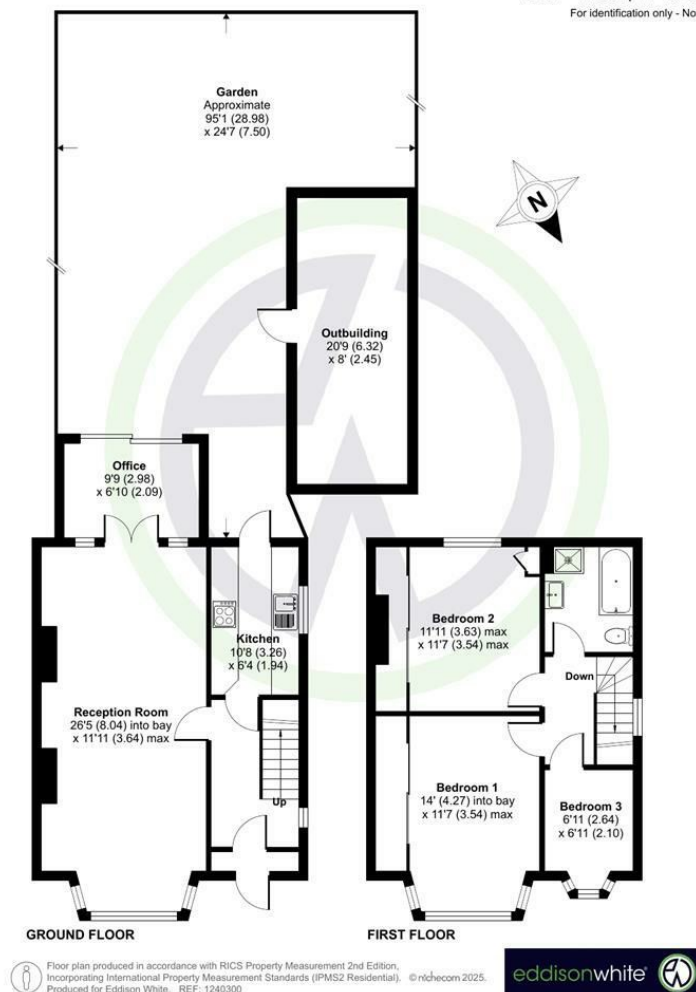 For identification only - No
Garden
Approximate
95'1 (28.98)
x 24'7 (7.50)
N
Outbuilding
20'9 (6.32)
x 8' (2.45)
Office
9'9 (2.98)
x 6'10 (2.09)
Kitchen
10'8 (3.26)
x 6'4 (1.94)
Reception Room
26'5 (8.04) into bay
x 11'11 (3.64) max
Up
Bedroom 2
11'11 (3.63) max
x 11'7 (3.54) max
Down
Bedroom 1
14' (4.27) into bay
x 11'7 (3.54) max
Bedroom 3
6'11 (2.64)
x 6'11 (2.10)
GROUND FLOOR
FIRST FLOOR
Floor plan produced in accordance with RICS Property Measurement 2nd Edition,
Incorporating International Property Measurement Standards (IPMS2 Residential). © nichecom 2025.
Produced for Eddison White. REF: 1240300
eddisonwhite